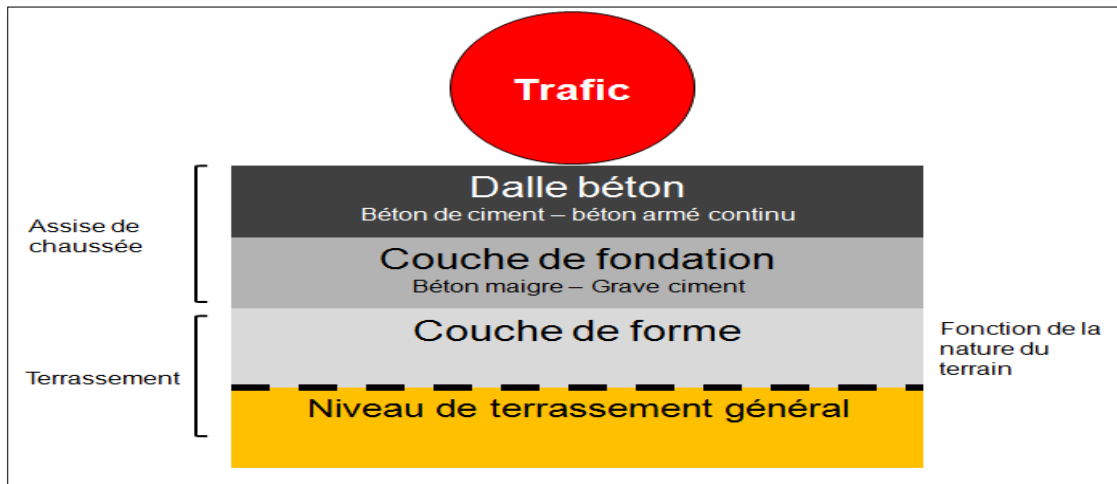 Trafic
Dalle béton
Béton de ciment – béton armé continu
Assise de
chaussée
Couche de fondation
Béton maigre – Grave ciment
Couche de forme
Fonction de la
nature du
terrain
Terrassement
Niveau de terrassement général